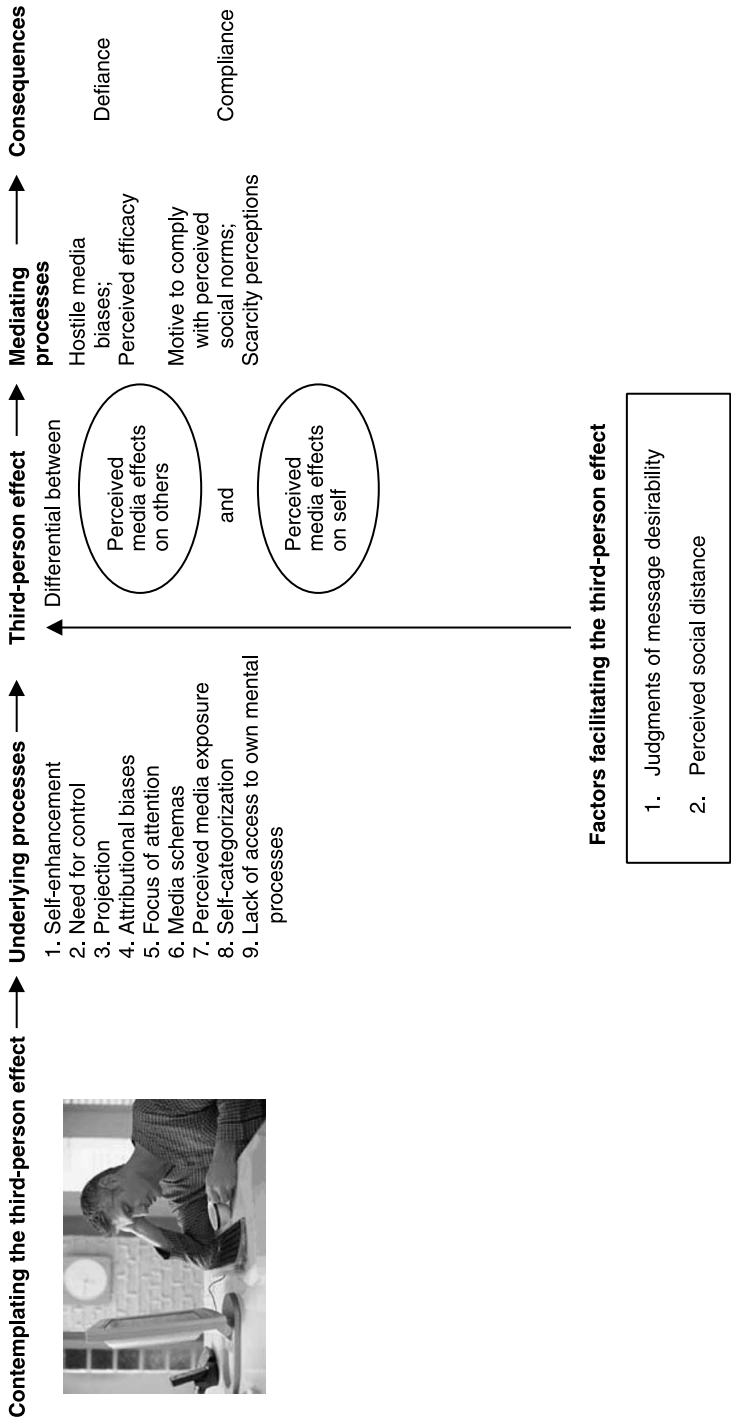 Contemplating the third-person effect
Underlying processes
1. Self-enhancement
2. Need for control
3. Projection
4. Attributional biases
5. Focus of attention
6. Media schemas
7. Perceived media exposure
8. Self-categorization
9. Lack of access to own mental
processes
Third-person effect
Differential between
Perceived
media effects
on others
and
Perceived
media effects
on self
Mediating
processes
Hostile media
biases;
Perceived efficacy
Motive to comply
with perceived
social norms;
Scarcity perceptions
Consequences
Defiance
Compliance
Factors facilitating the third-person effect
1. Judgments of message desirability
2. Perceived social distance